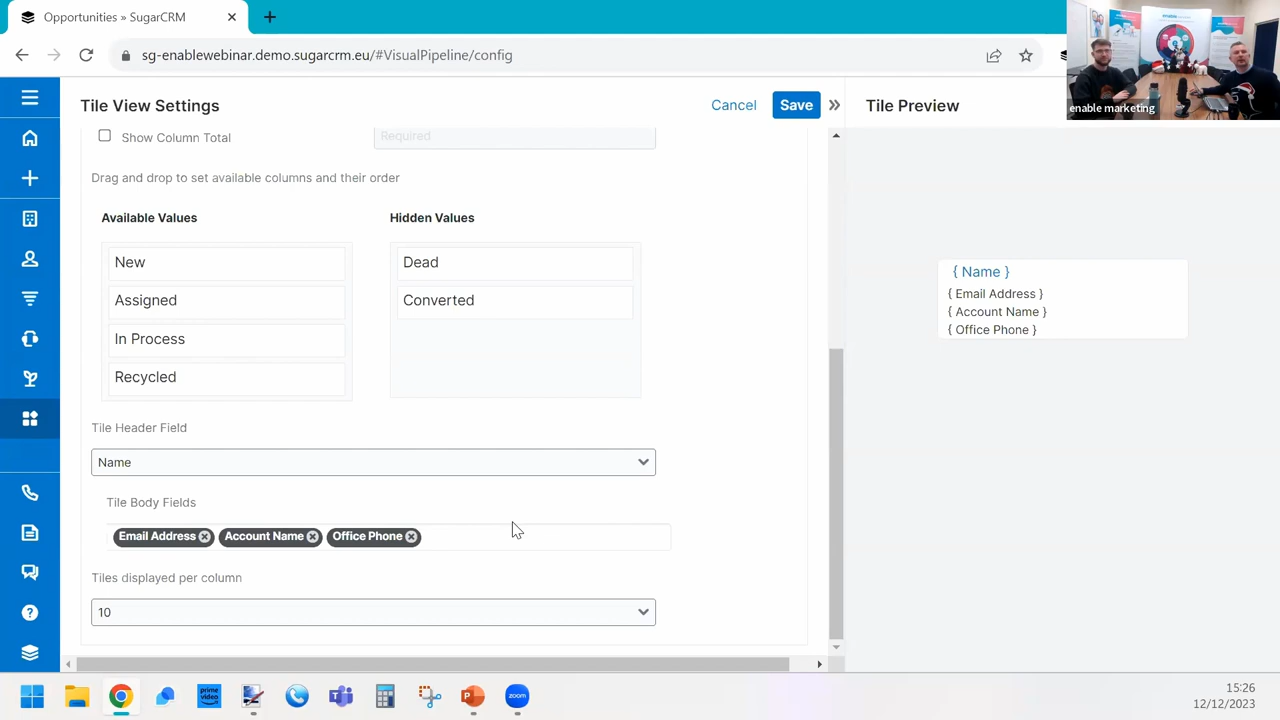 Opportunities » SugarCRM
sg-enablewebinar.demo.sugarcrm.eu/#VisualPipeline/config
enable marketing
Tile View Settings
Cancel
Save
Tile Preview
Show Column Total
Required
Drag and drop to set available columns and their order
Available Values
Hidden Values
New
Dead
Assigned
Converted
In Process
Recycled
{ Name }
{ Email Address }
{ Account Name }
{ Office Phone }
Tile Header Field
Name
Tile Body Fields
Email Address
Account Name
Office Phone
Tiles displayed per column
10
prime video
P
zoom
15:26
12/12/2023